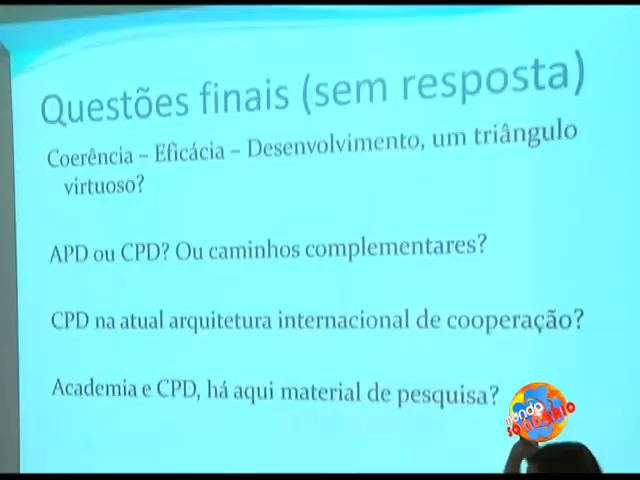 Questões finais (sem resposta)
Coerência – Eficácia – Desenvolvimento, um triângulo
virtuoso?
APD ou CPD? Ou caminhos complementares?
CPD na atual arquitetura internacional de cooperação?
Academia e CPD, há aqui material de pesquisa?
mondo